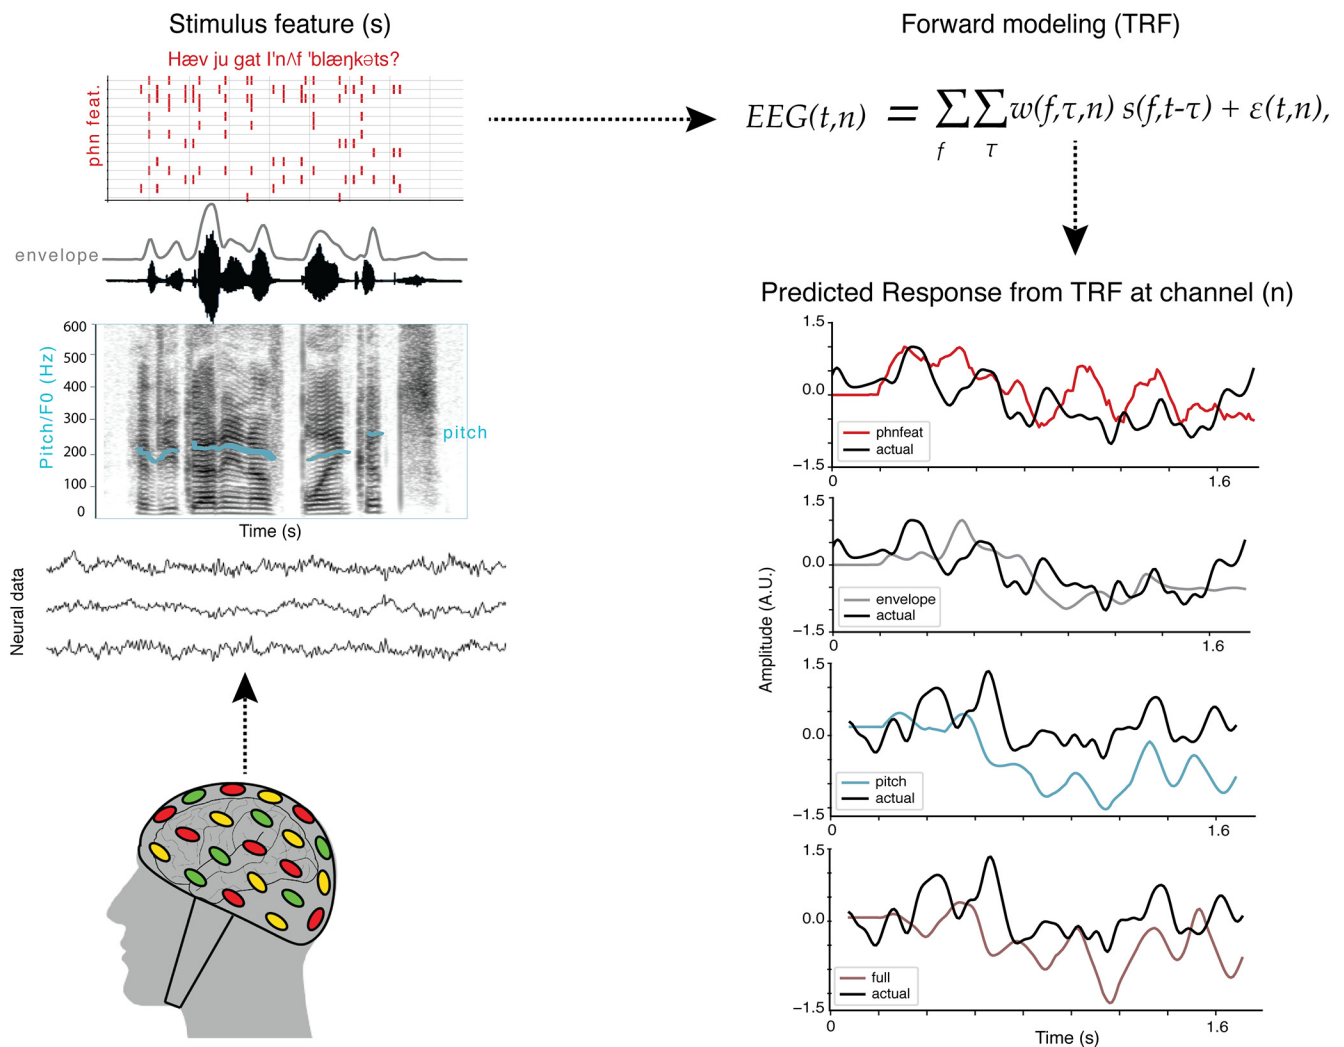 Stimulus feature (s)
Hæv ju gat I'nɅf 'blæŋkəts?
phn feat.
envelope
600
500
400
300
200
100
0
Pitch/F0 (Hz)
pitch
Time (s)
Neural data
Forward modeling (TRF)
EEG(t,n) = ∑ ∑ w(f,τ,n) s(f,t-τ) + ε(t,n),
f τ
Predicted Response from TRF at channel (n)
1.5
0.0
−1.5
phnfeat
actual
0 1.6
1.5
0.0
−1.5
envelope
actual
0 1.6
Amplitude (A.U.)
1.5
0.0
−1.5
pitch
actual
0 1.6
1.5
0.0
−1.5
full
actual
0 1.6
Time (s)